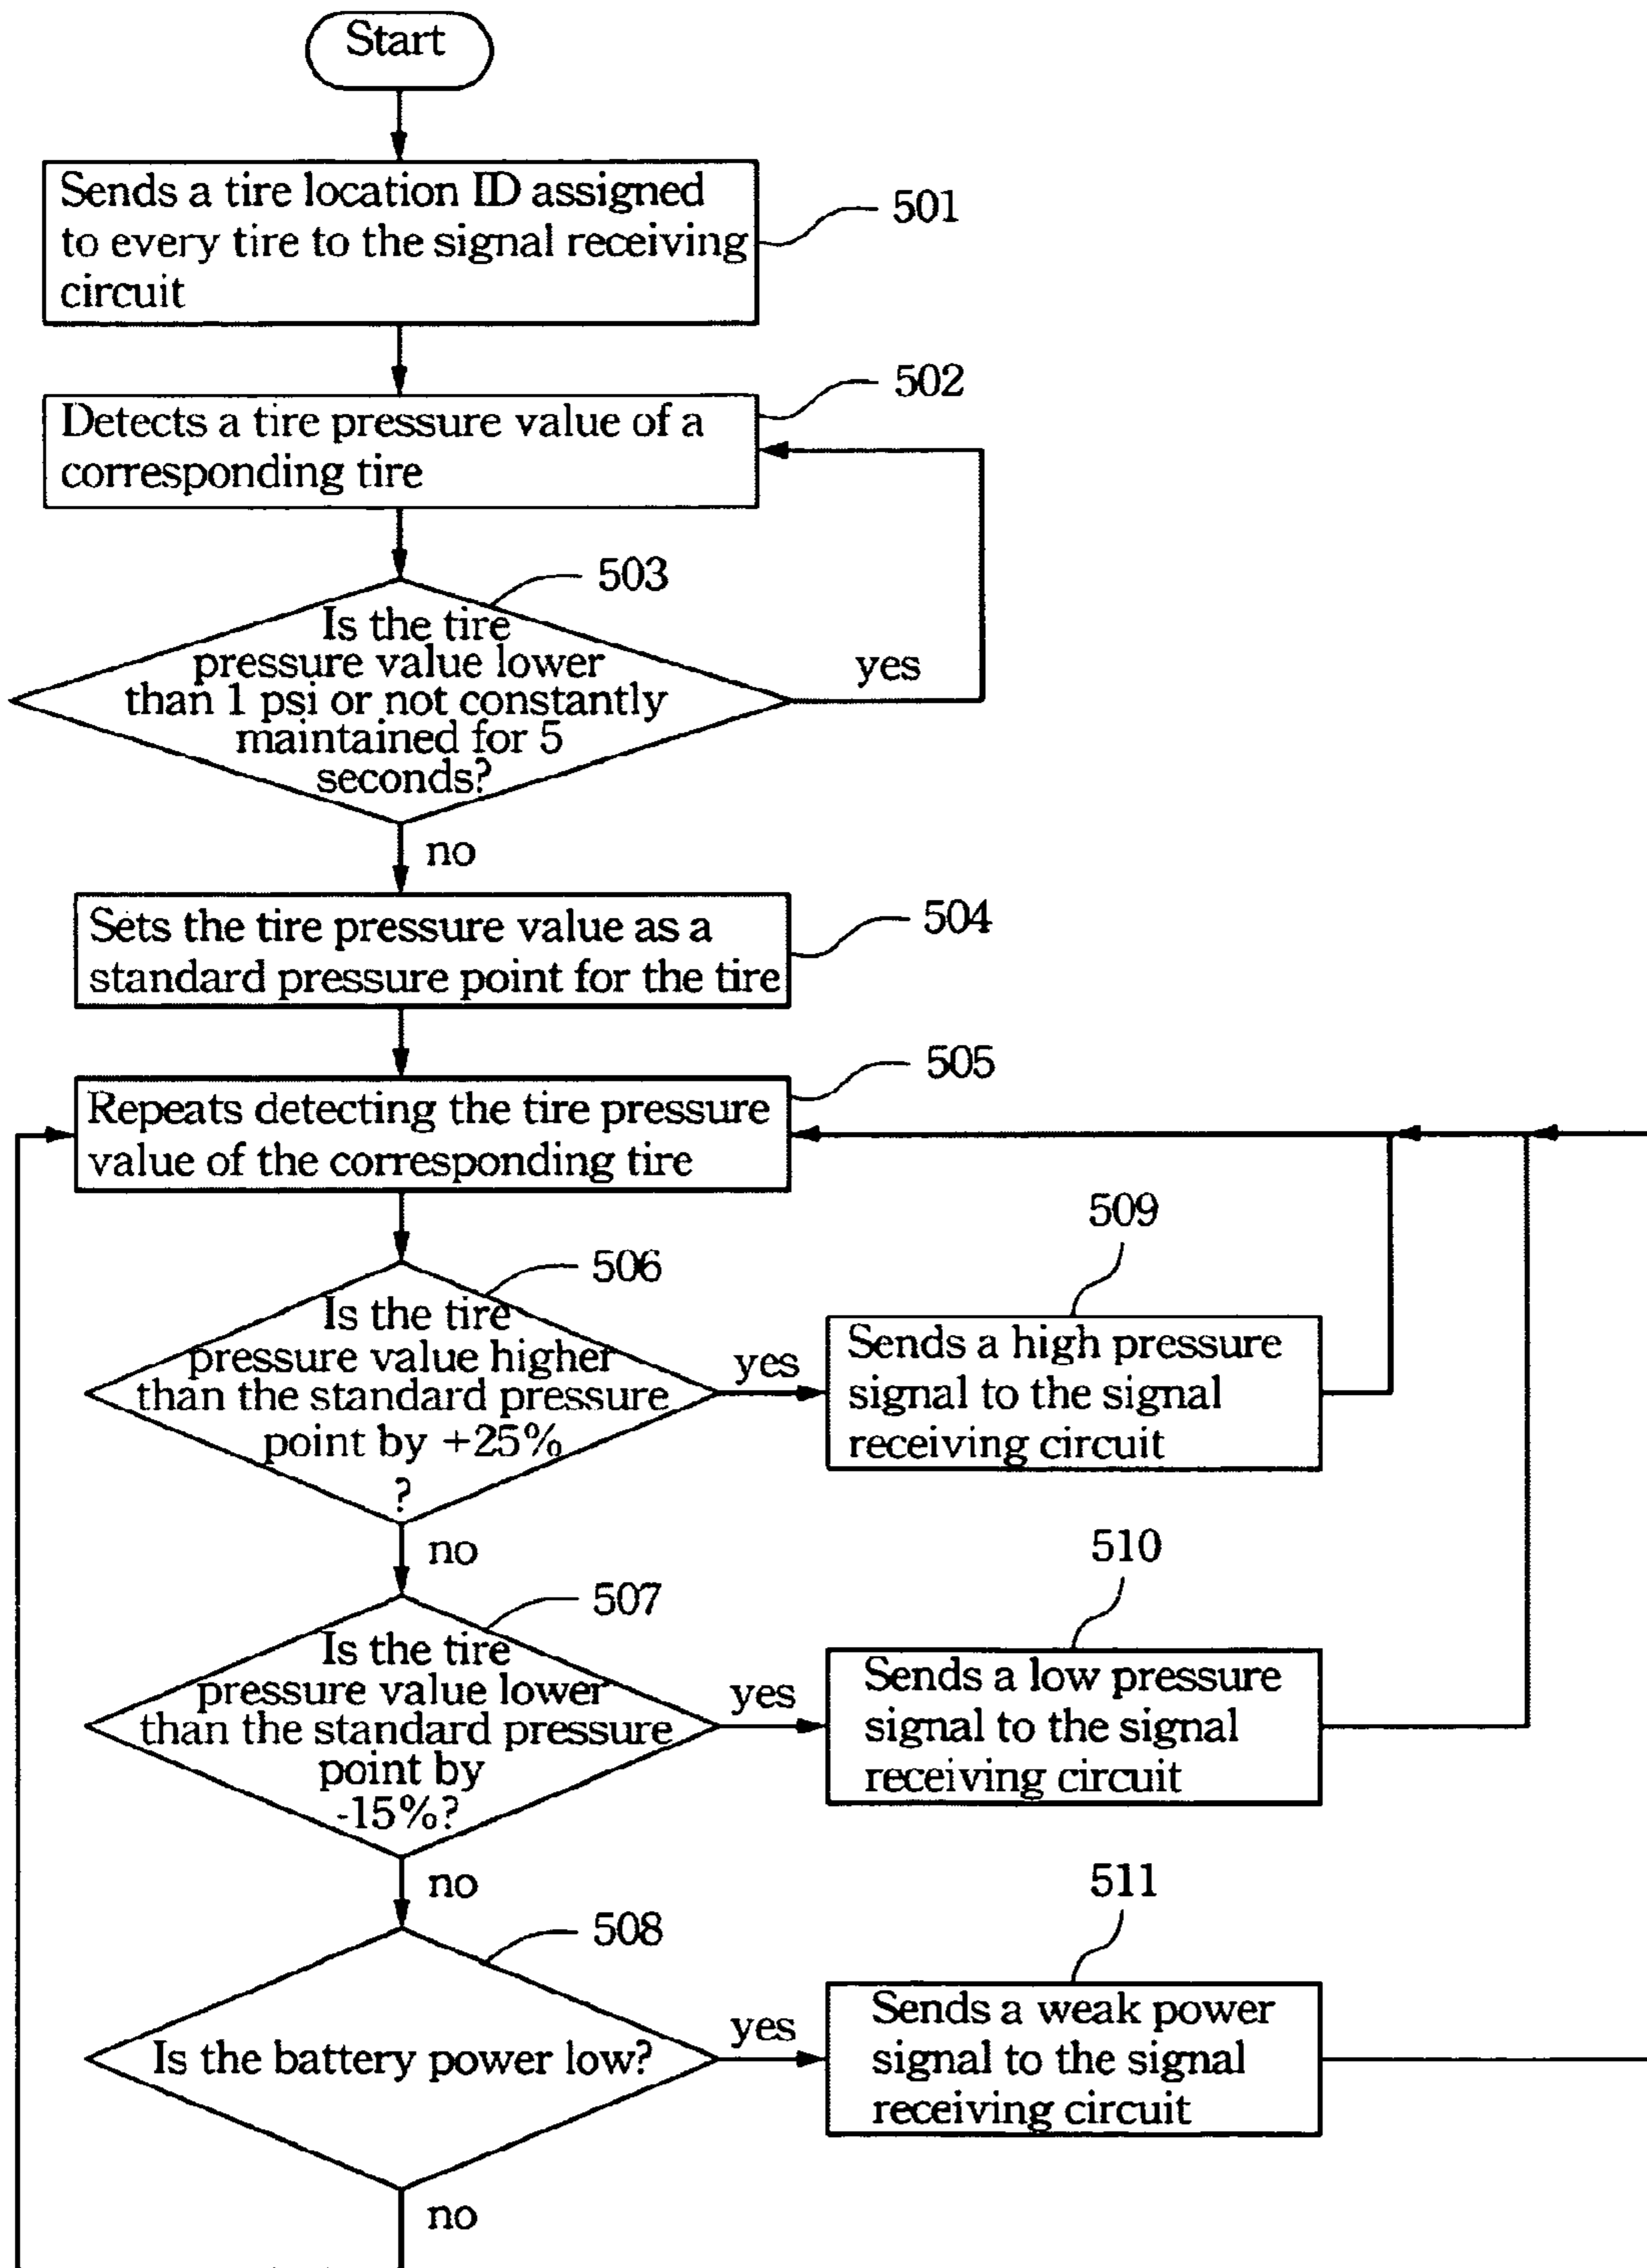 Start
Sends a tire location ID assigned
to every tire to the signal receiving
circuit
501
Detects a tire pressure value of a
corresponding tire
502
503
Is the tire
pressure value lower
than 1 psi or not constantly
maintained for 5
seconds?
yes
no
Sets the tire pressure value as a
standard pressure point for the tire
504
Repeats detecting the tire pressure
value of the corresponding tire
505
506
Is the tire
pressure value higher
than the standard pressure
point by +25%
?
yes
509
Sends a high pressure
signal to the signal
receiving circuit
no
507
Is the tire
pressure value lower
than the standard pressure
point by
-15%?
yes
510
Sends a low pressure
signal to the signal
receiving circuit
no
508
Is the battery power low?
yes
511
Sends a weak power
signal to the signal
receiving circuit
no